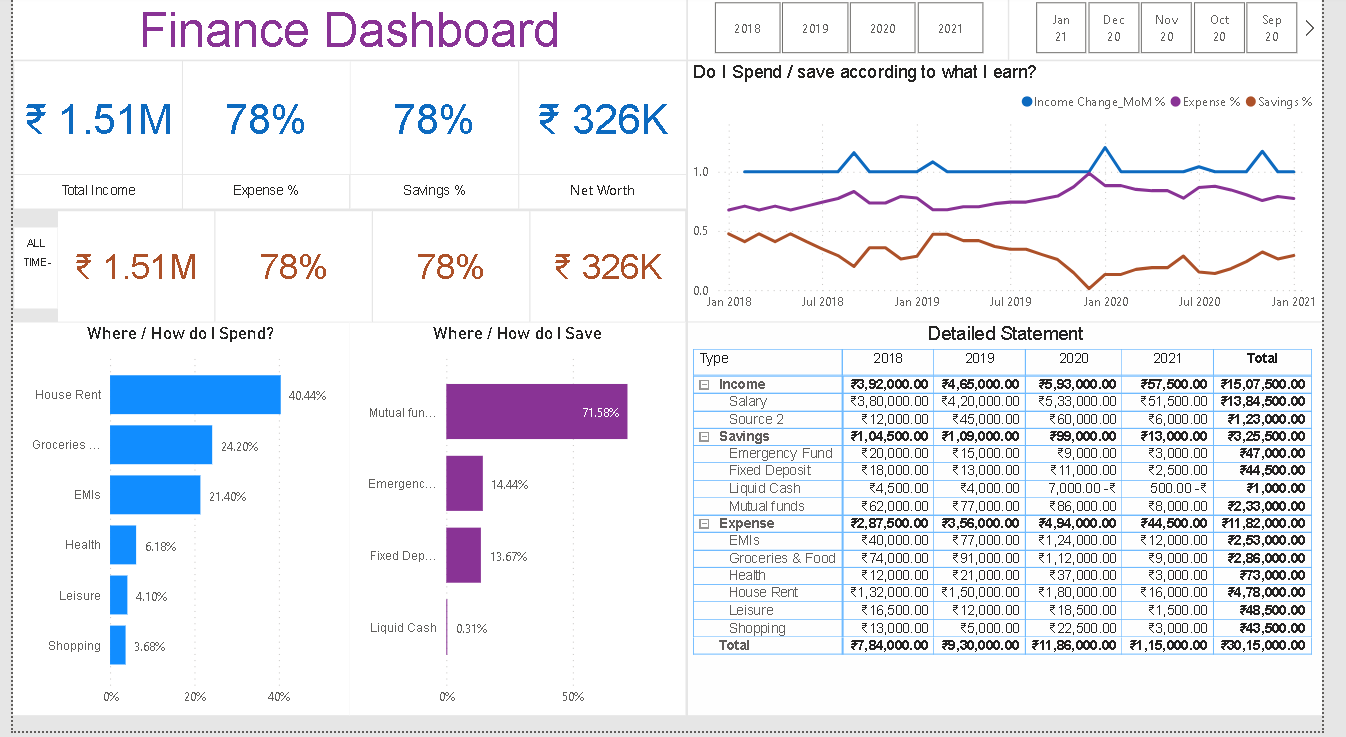 Finance Dashboard
2018 2019 2020 2021
Jan 21 Dec 20 Nov 20 Oct 20 Sep 20
₹ 1.51M 78% 78% ₹ 326K
Total Income Expense % Savings % Net Worth
ALL TIME-
₹ 1.51M 78% 78% ₹ 326K
Do I Spend / save according to what I earn?
Income Change_MoM % Expense % Savings %
1.0
0.5
0.0
Jan 2018 Jul 2018 Jan 2019 Jul 2019 Jan 2020 Jul 2020 Jan 2021
Where / How do I Spend?
House Rent 40.44%
Groceries ... 24.20%
EMIs 21.40%
Health 6.18%
Leisure 4.10%
Shopping 3.68%
0% 20% 40%
Where / How do I Save
Mutual fun... 71.58%
Emergenc... 14.44%
Fixed Dep... 13.67%
Liquid Cash 0.31%
0% 50%
Detailed Statement
Type 2018 2019 2020 2021 Total
Income ₹3,92,000.00 ₹4,65,000.00 ₹5,93,000.00 ₹57,500.00 ₹15,07,500.00
Salary ₹3,80,000.00 ₹4,20,000.00 ₹5,33,000.00 ₹51,500.00 ₹13,84,500.00
Source 2 ₹12,000.00 ₹45,000.00 ₹60,000.00 ₹6,000.00 ₹1,23,000.00
Savings ₹1,04,500.00 ₹1,09,000.00 ₹99,000.00 ₹13,000.00 ₹3,25,500.00
Emergency Fund ₹20,000.00 ₹15,000.00 ₹9,000.00 ₹3,000.00 ₹47,000.00
Fixed Deposit ₹18,000.00 ₹13,000.00 ₹11,000.00 ₹2,500.00 ₹44,500.00
Liquid Cash ₹4,500.00 ₹4,000.00 7,000.00-₹ 500.00-₹ ₹1,000.00
Mutual funds ₹62,000.00 ₹77,000.00 ₹86,000.00 ₹8,000.00 ₹2,33,000.00
Expense ₹2,87,500.00 ₹3,56,000.00 ₹4,94,000.00 ₹44,500.00 ₹11,82,000.00
EMIs ₹40,000.00 ₹77,000.00 ₹1,24,000.00 ₹12,000.00 ₹2,53,000.00
Groceries & Food ₹74,000.00 ₹91,000.00 ₹1,12,000.00 ₹9,000.00 ₹2,86,000.00
Health ₹12,000.00 ₹21,000.00 ₹37,000.00 ₹3,000.00 ₹73,000.00
House Rent ₹1,32,000.00 ₹1,50,000.00 ₹1,80,000.00 ₹16,000.00 ₹4,78,000.00
Leisure ₹16,500.00 ₹12,000.00 ₹18,500.00 ₹1,500.00 ₹48,500.00
Shopping ₹13,000.00 ₹5,000.00 ₹22,500.00 ₹3,000.00 ₹43,500.00
Total ₹7,84,000.00 ₹9,30,000.00 ₹11,86,000.00 ₹1,15,000.00 ₹30,15,000.00